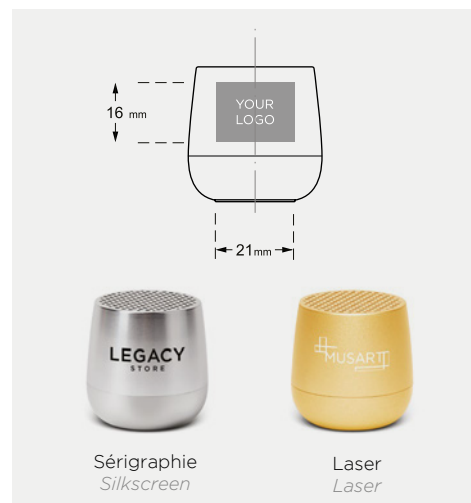 YOUR
LOGO
16 mm
21mm
LEGACY
STORE
MUSART
Sérigraphie
Silkscreen
Laser
Laser